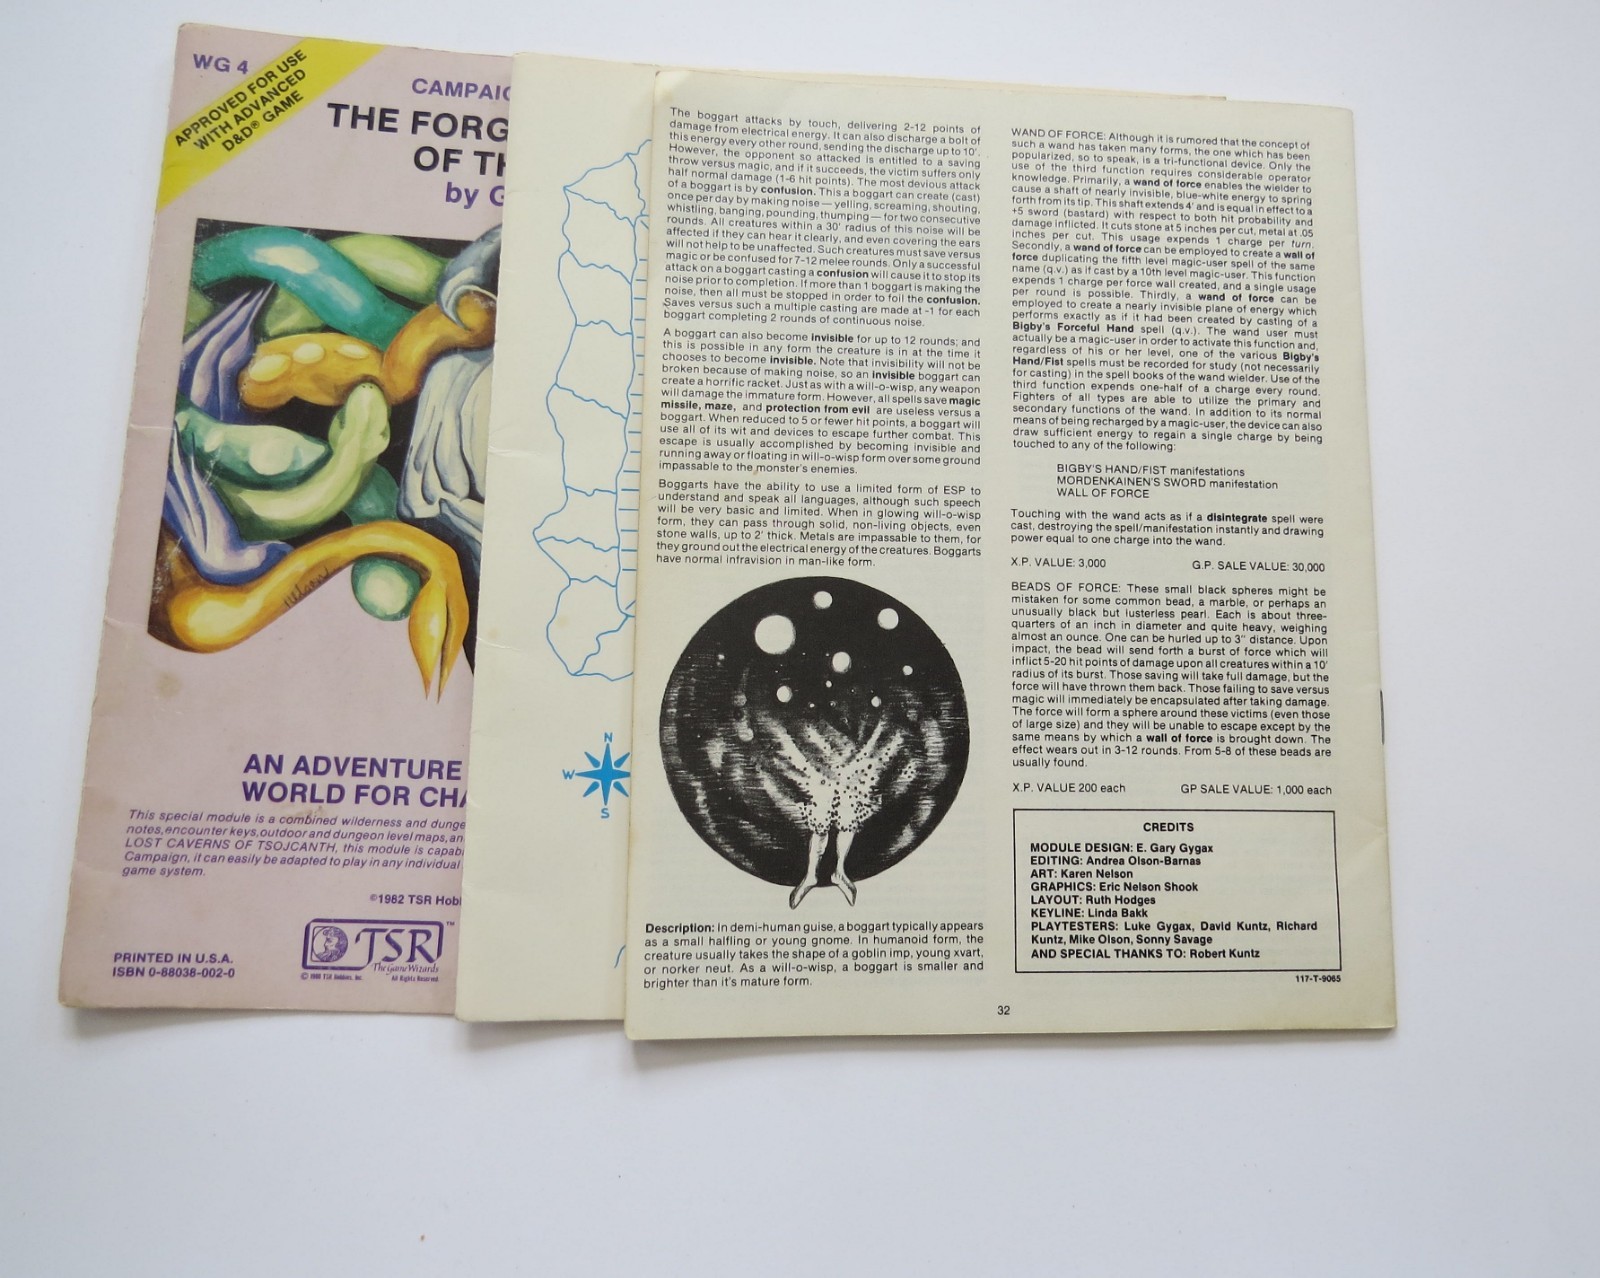 WG 4
APPROVED FOR USE
WITH ADVANCED
D&D® GAME
CAMPAIG
THE FORG
OF TH
by G
nelson
AN ADVENTURE
WORLD FOR CHA
This special module is a combined wilderness and dunge
notes, encounter keys, outdoor and dungeon level maps, an
LOST CAVERNS OF TSOJCANTH, this module is capab
Campaign, it can easily be adapted to play in any individual
game system.
©1982 TSR Hobb
PRINTED IN U.S.A.
ISBN 0-88038-002-0
TSR™
The Game Wizards
© 1980 TSR Hobbies, Inc.
All Rights Reserved.
N
W
S
The boggart attacks by touch, delivering 2-12 points of
damage from electrical energy. It can also discharge a bolt of
this energy every other round, sending the discharge up to 10'.
However, the opponent so attacked is entitled to a saving
throw versus magic, and if it succeeds, the victim suffers only
half normal damage (1-6 hit points). The most devious attack
of a boggart is by confusion. This a boggart can create (cast)
once per day by making noise — yelling, screaming, shouting,
whistling, banging, pounding, thumping — for two consecutive
rounds. All creatures within a 30' radius of this noise will be
affected if they can hear it clearly, and even covering the ears
will not help to be unaffected. Such creatures must save versus
magic or be confused for 7-12 melee rounds. Only a successful
attack on a boggart casting a confusion will cause it to stop its
noise prior to completion. If more than 1 boggart is making the
noise, then all must be stopped in order to foil the confusion.
Saves versus such a multiple casting are made at -1 for each
boggart completing 2 rounds of continuous noise.
A boggart can also become invisible for up to 12 rounds; and
this is possible in any form the creature is in at the time it
chooses to become invisible. Note that invisibility will not be
broken because of making noise, so an invisible boggart can
create a horrific racket. Just as with a will-o-wisp, any weapon
will damage the immature form. However, all spells save magic
missile, maze, and protection from evil are useless versus a
boggart. When reduced to 5 or fewer hit points, a boggart will
use all of its wit and devices to escape further combat. This
escape is usually accomplished by becoming invisible and
running away or floating in will-o-wisp form over some ground
impassable to the monster's enemies.
Boggarts have the ability to use a limited form of ESP to
understand and speak all languages, although such speech
will be very basic and limited. When in glowing will-o-wisp
form, they can pass through solid, non-living objects, even
stone walls, up to 2' thick. Metals are impassable to them, for
they ground out the electrical energy of the creatures. Boggarts
have normal infravision in man-like form.
Description: In demi-human guise, a boggart typically appears
as a small halfling or young gnome. In humanoid form, the
creature usually takes the shape of a goblin imp, young xvart,
or norker neut. As a will-o-wisp, a boggart is smaller and
brighter than it's mature form.
WAND OF FORCE: Although it is rumored that the concept of
such a wand has taken many forms, the one which has been
popularized, so to speak, is a tri-functional device. Only the
use of the third function requires considerable operator
knowledge. Primarily, a wand of force enables the wielder to
cause a shaft of nearly invisible, blue-white energy to spring
forth from its tip. This shaft extends 4' and is equal in effect to a
+5 sword (bastard) with respect to both hit probability and
damage inflicted. It cuts stone at 5 inches per cut, metal at .05
inches per cut. This usage expends 1 charge per turn.
Secondly, a wand of force can be employed to create a wall of
force duplicating the fifth level magic-user spell of the same
name (q.v.) as if cast by a 10th level magic-user. This function
expends 1 charge per force wall created, and a single usage
per round is possible. Thirdly, a wand of force can be
employed to create a nearly invisible plane of energy which
performs exactly as if it had been created by casting of a
Bigby's Forceful Hand spell (q.v.). The wand user must
actually be a magic-user in order to activate this function and,
regardless of his or her level, one of the various Bigby's
Hand/Fist spells must be recorded for study (not necessarily
for casting) in the spell books of the wand wielder. Use of the
third function expends one-half of a charge every round.
Fighters of all types are able to utilize the primary and
secondary functions of the wand. In addition to its normal
means of being recharged by a magic-user, the device can also
draw sufficient energy to regain a single charge by being
touched to any of the following:
BIGBY'S HAND/FIST manifestations
MORDENKAINEN'S SWORD manifestation
WALL OF FORCE
Touching with the wand acts as if a disintegrate spell were
cast, destroying the spell/manifestation instantly and drawing
power equal to one charge into the wand.
X.P. VALUE: 3,000 G.P. SALE VALUE: 30,000
BEADS OF FORCE: These small black spheres might be
mistaken for some common bead, a marble, or perhaps an
unusually black but lusterless pearl. Each is about three-
quarters of an inch in diameter and quite heavy, weighing
almost an ounce. One can be hurled up to 3" distance. Upon
impact, the bead will send forth a burst of force which will
inflict 5-20 hit points of damage upon all creatures within a 10'
radius of its burst. Those saving will take full damage, but the
force will have thrown them back. Those failing to save versus
magic will immediately be encapsulated after taking damage.
The force will form a sphere around these victims (even those
of large size) and they will be unable to escape except by the
same means by which a wall of force is brought down. The
effect wears out in 3-12 rounds. From 5-8 of these beads are
usually found.
X.P. VALUE 200 each GP SALE VALUE: 1,000 each
CREDITS
MODULE DESIGN: E. Gary Gygax
EDITING: Andrea Olson-Barnas
ART: Karen Nelson
GRAPHICS: Eric Nelson Shook
LAYOUT: Ruth Hodges
KEYLINE: Linda Bakk
PLAYTESTERS: Luke Gygax, David Kuntz, Richard
Kuntz, Mike Olson, Sonny Savage
AND SPECIAL THANKS TO: Robert Kuntz
117-T-9065
32